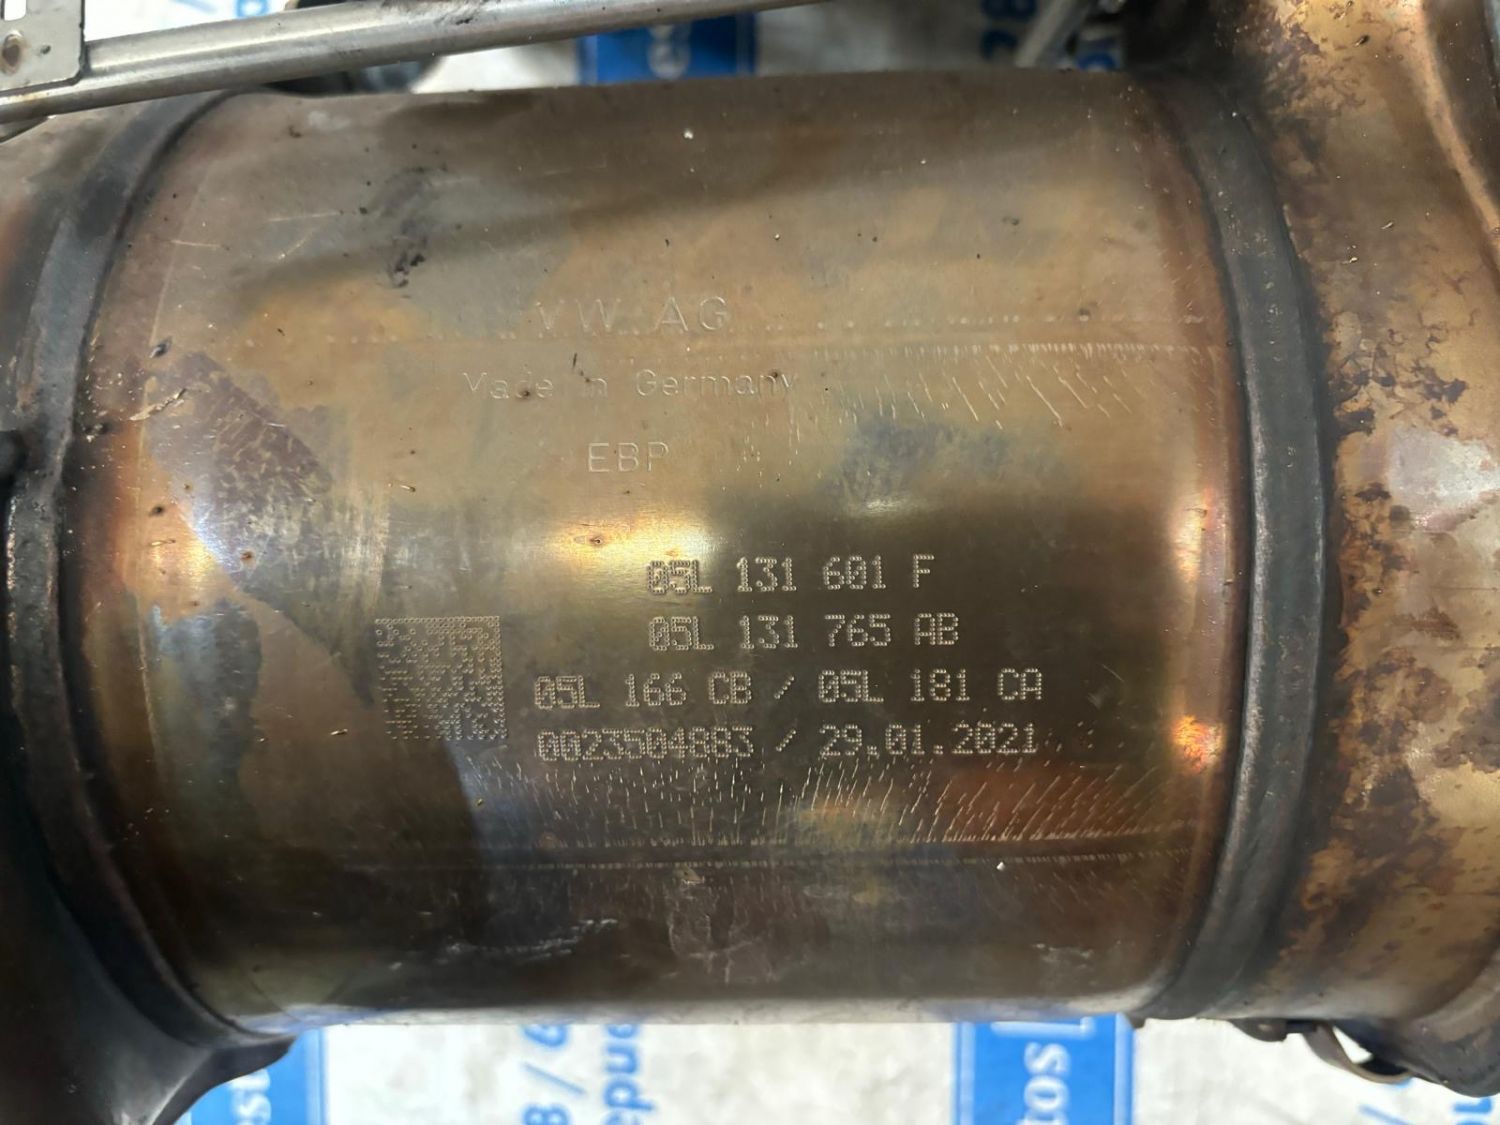 VW AG
Made in Germany
EBP
05L 131 601 F
05L 131 765 AB
05L 166 CB / 05L 181 CA
0023504883 / 29.01.2021